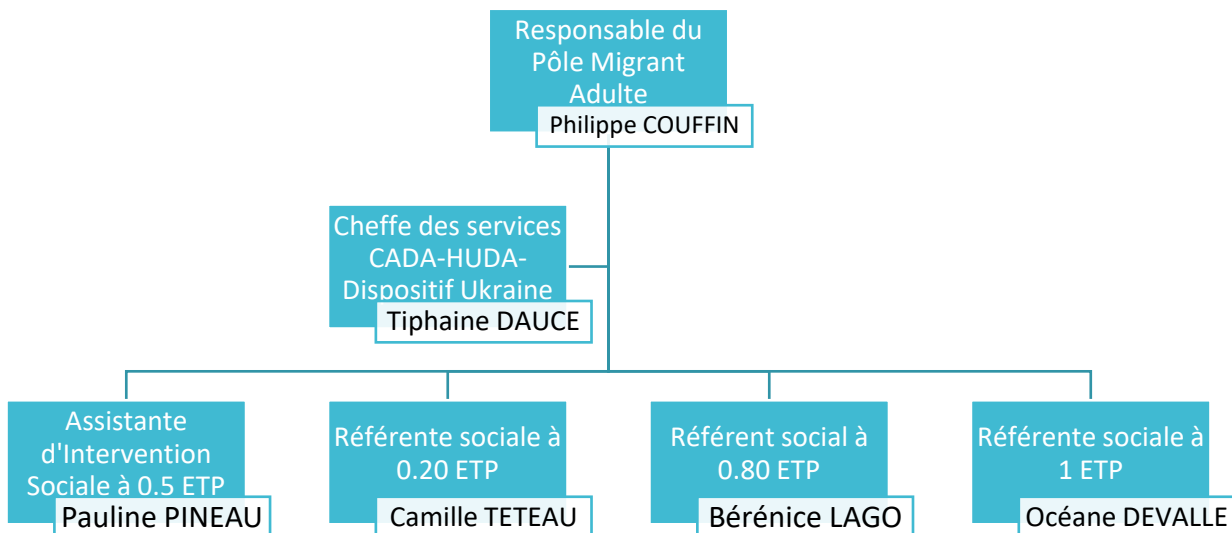 Responsable du
Pôle Migrant
Adulte
Philippe COUFFIN
Cheffe des services
CADA-HUDA-
Dispositif Ukraine
Tiphaine DAUCE
Assistante
d'Intervention
Sociale à 0.5 ETP
Pauline PINEAU
Référente sociale à
0.20 ETP
Camille TETEAU
Référent social à
0.80 ETP
Bérénice LAGO
Référente sociale à
1 ETP
Océane DEVALLE